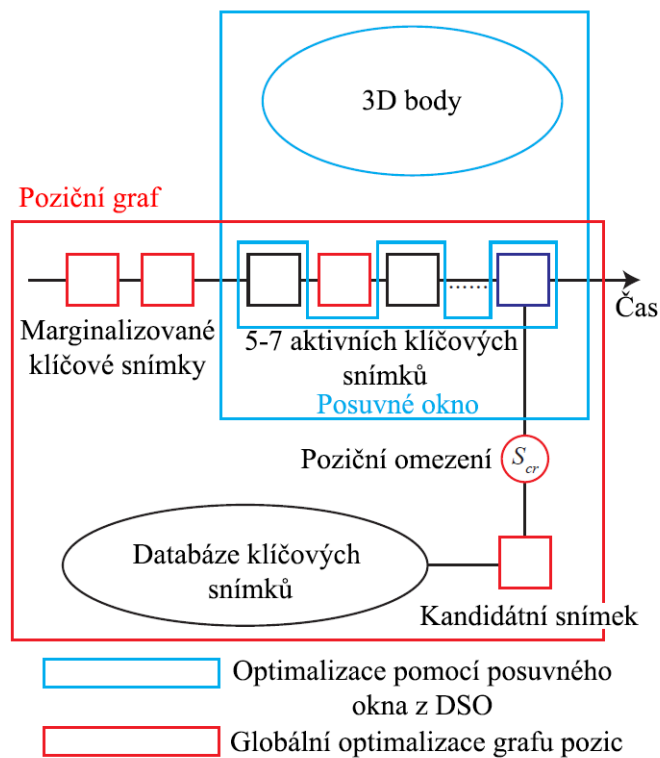 3D body
Poziční graf
Čas
Marginalizované
klíčové snímky
5-7 aktivních klíčových
snímků
Posuvné okno
Poziční omezení
S_cr
Databáze klíčových
snímků
Kandidátní snímek
Optimalizace pomocí posuvného
okna z DSO
Globální optimalizace grafu pozic